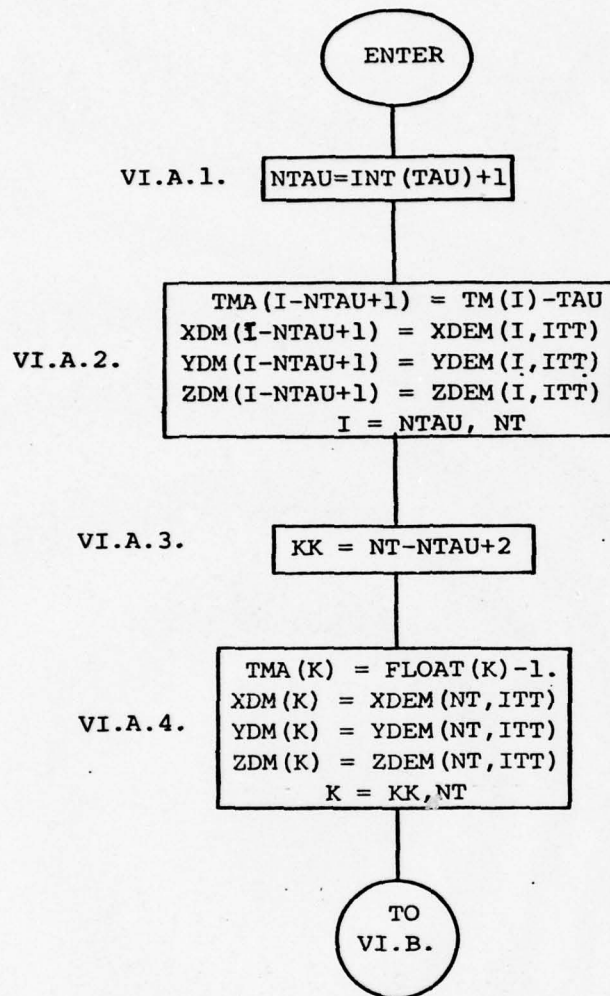 ENTER
VI.A.1. NTAU=INT(TAU)+1
TMA(I-NTAU+1) = TM(I)-TAU
XDM(I-NTAU+1) = XDEM(I,ITT)
VI.A.2. YDM(I-NTAU+1) = YDEM(I,ITT)
ZDM(I-NTAU+1) = ZDEM(I,ITT)
I = NTAU, NT
VI.A.3. KK = NT-NTAU+2
TMA(K) = FLOAT(K)-1.
XDM(K) = XDEM(NT,ITT)
VI.A.4. YDM(K) = YDEM(NT,ITT)
ZDM(K) = ZDEM(NT,ITT)
K = KK,NT
TO
VI.B.